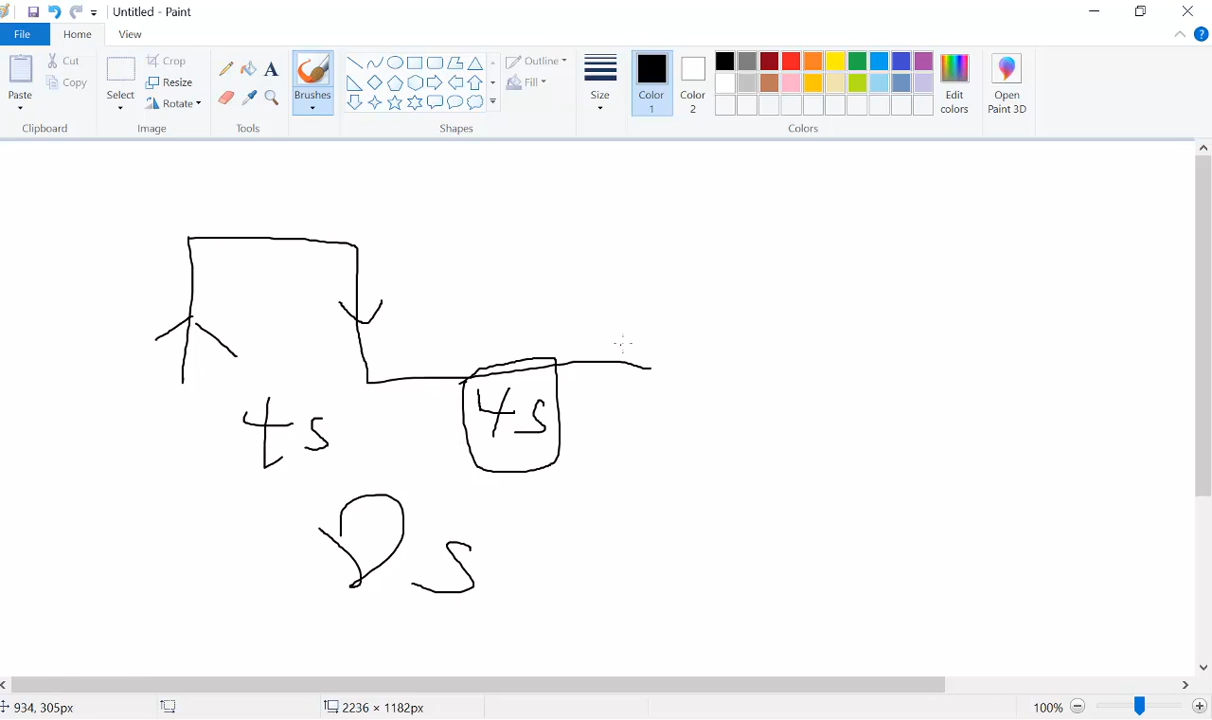 Untitled - Paint
File Home View
Cut
Copy
Paste
Clipboard
Crop
Resize
Rotate
Select
Image
A
Tools
Brushes
Outline
Fill
Shapes
Size
Color 1
Color 2
Edit colors
Colors
Open Paint 3D
4s
4s
s
934, 305px
2236 × 1182px
100%